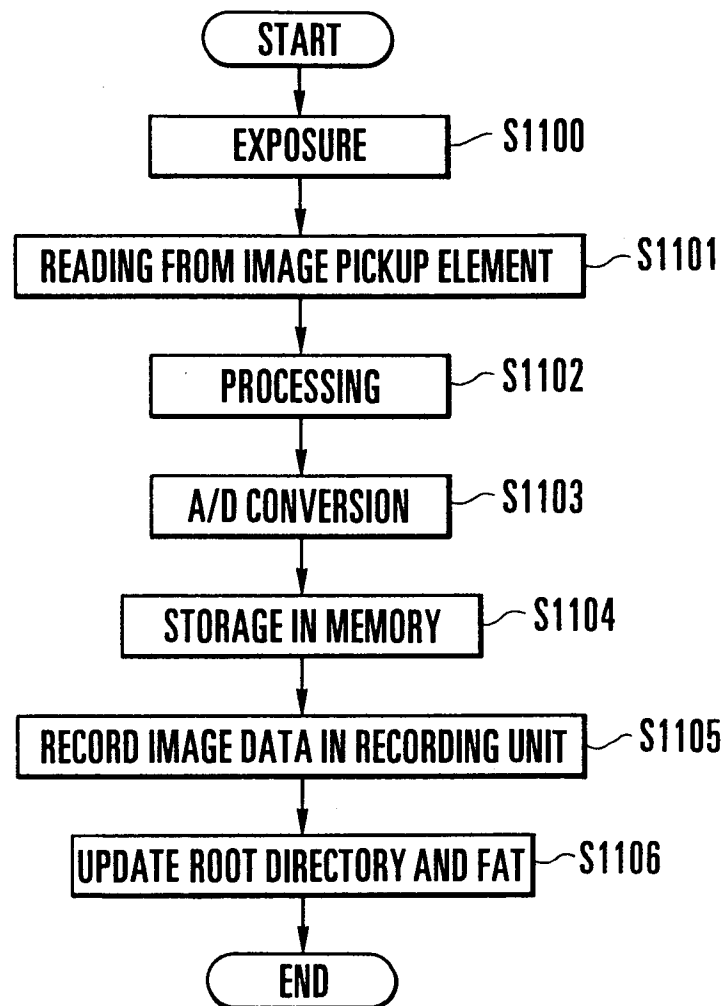 START
EXPOSURE
S1100
READING FROM IMAGE PICKUP ELEMENT
S1101
PROCESSING
S1102
A/D CONVERSION
S1103
STORAGE IN MEMORY
S1104
RECORD IMAGE DATA IN RECORDING UNIT
S1105
UPDATE ROOT DIRECTORY AND FAT
S1106
END